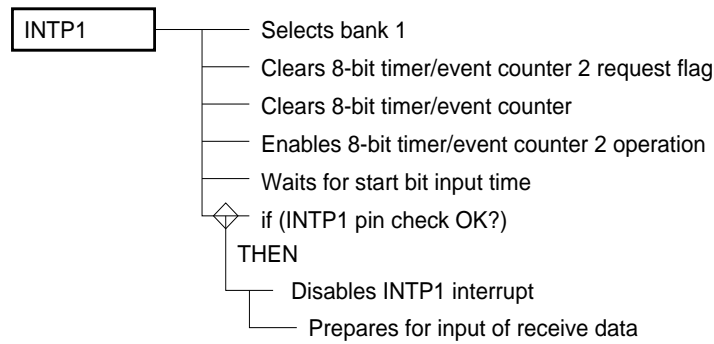 INTP1
Selects bank 1
Clears 8-bit timer/event counter 2 request flag
Clears 8-bit timer/event counter
Enables 8-bit timer/event counter 2 operation
Waits for start bit input time
if (INTP1 pin check OK?)
THEN
Disables INTP1 interrupt
Prepares for input of receive data